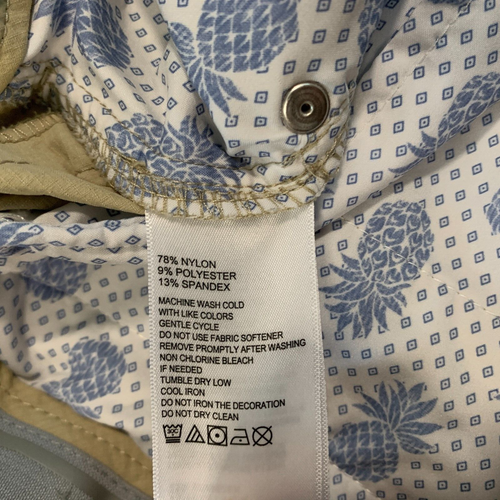 78% NYLON
9% POLYESTER
13% SPANDEX
MACHINE WASH COLD
WITH LIKE COLORS
GENTLE CYCLE
DO NOT USE FABRIC SOFTENER
REMOVE PROMPTLY AFTER WASHING
NON CHLORINE BLEACH
IF NEEDED
TUMBLE DRY LOW
COOL IRON
DO NOT IRON THE DECORATION
DO NOT DRY CLEAN
30C